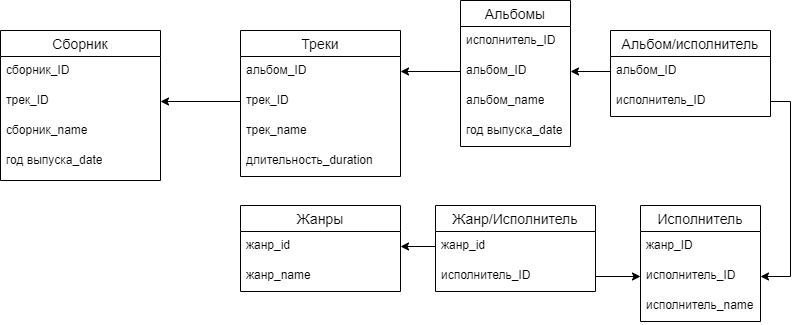 Сборник
сборник_ID
трек_ID
сборник_name
год выпуска_date
Треки
альбом_ID
трек_ID
трек_name
длительность_duration
Альбомы
исполнитель_ID
альбом_ID
альбом_name
год выпуска_date
Альбом/исполнитель
альбом_ID
исполнитель_ID
Жанры
жанр_id
жанр_name
Жанр/Исполнитель
жанр_id
исполнитель_ID
Исполнитель
жанр_ID
исполнитель_ID
исполнитель_name